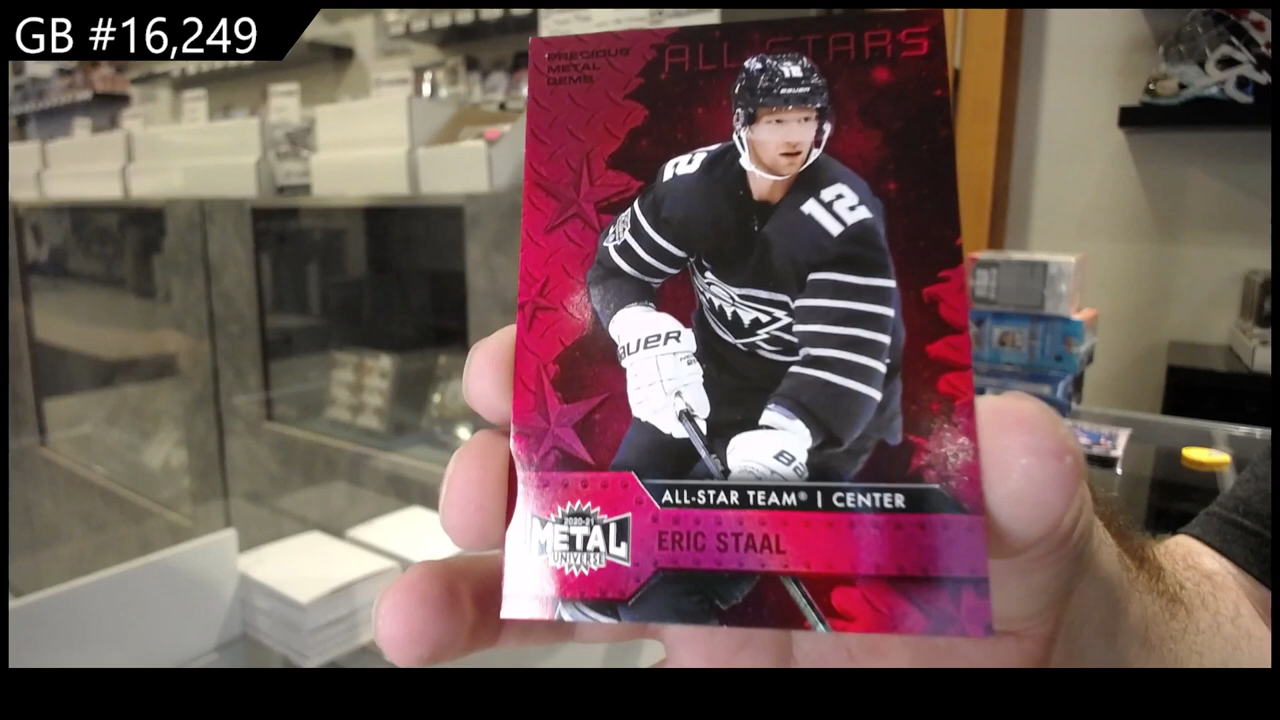 GB #16,249
PRECIOUS
METAL
GEMS
ALL STARS
12
BAUER
12
12
BAUER
ALL-STAR TEAM® | CENTER
2020-21
METAL
UNIVERSE
ERIC STAAL